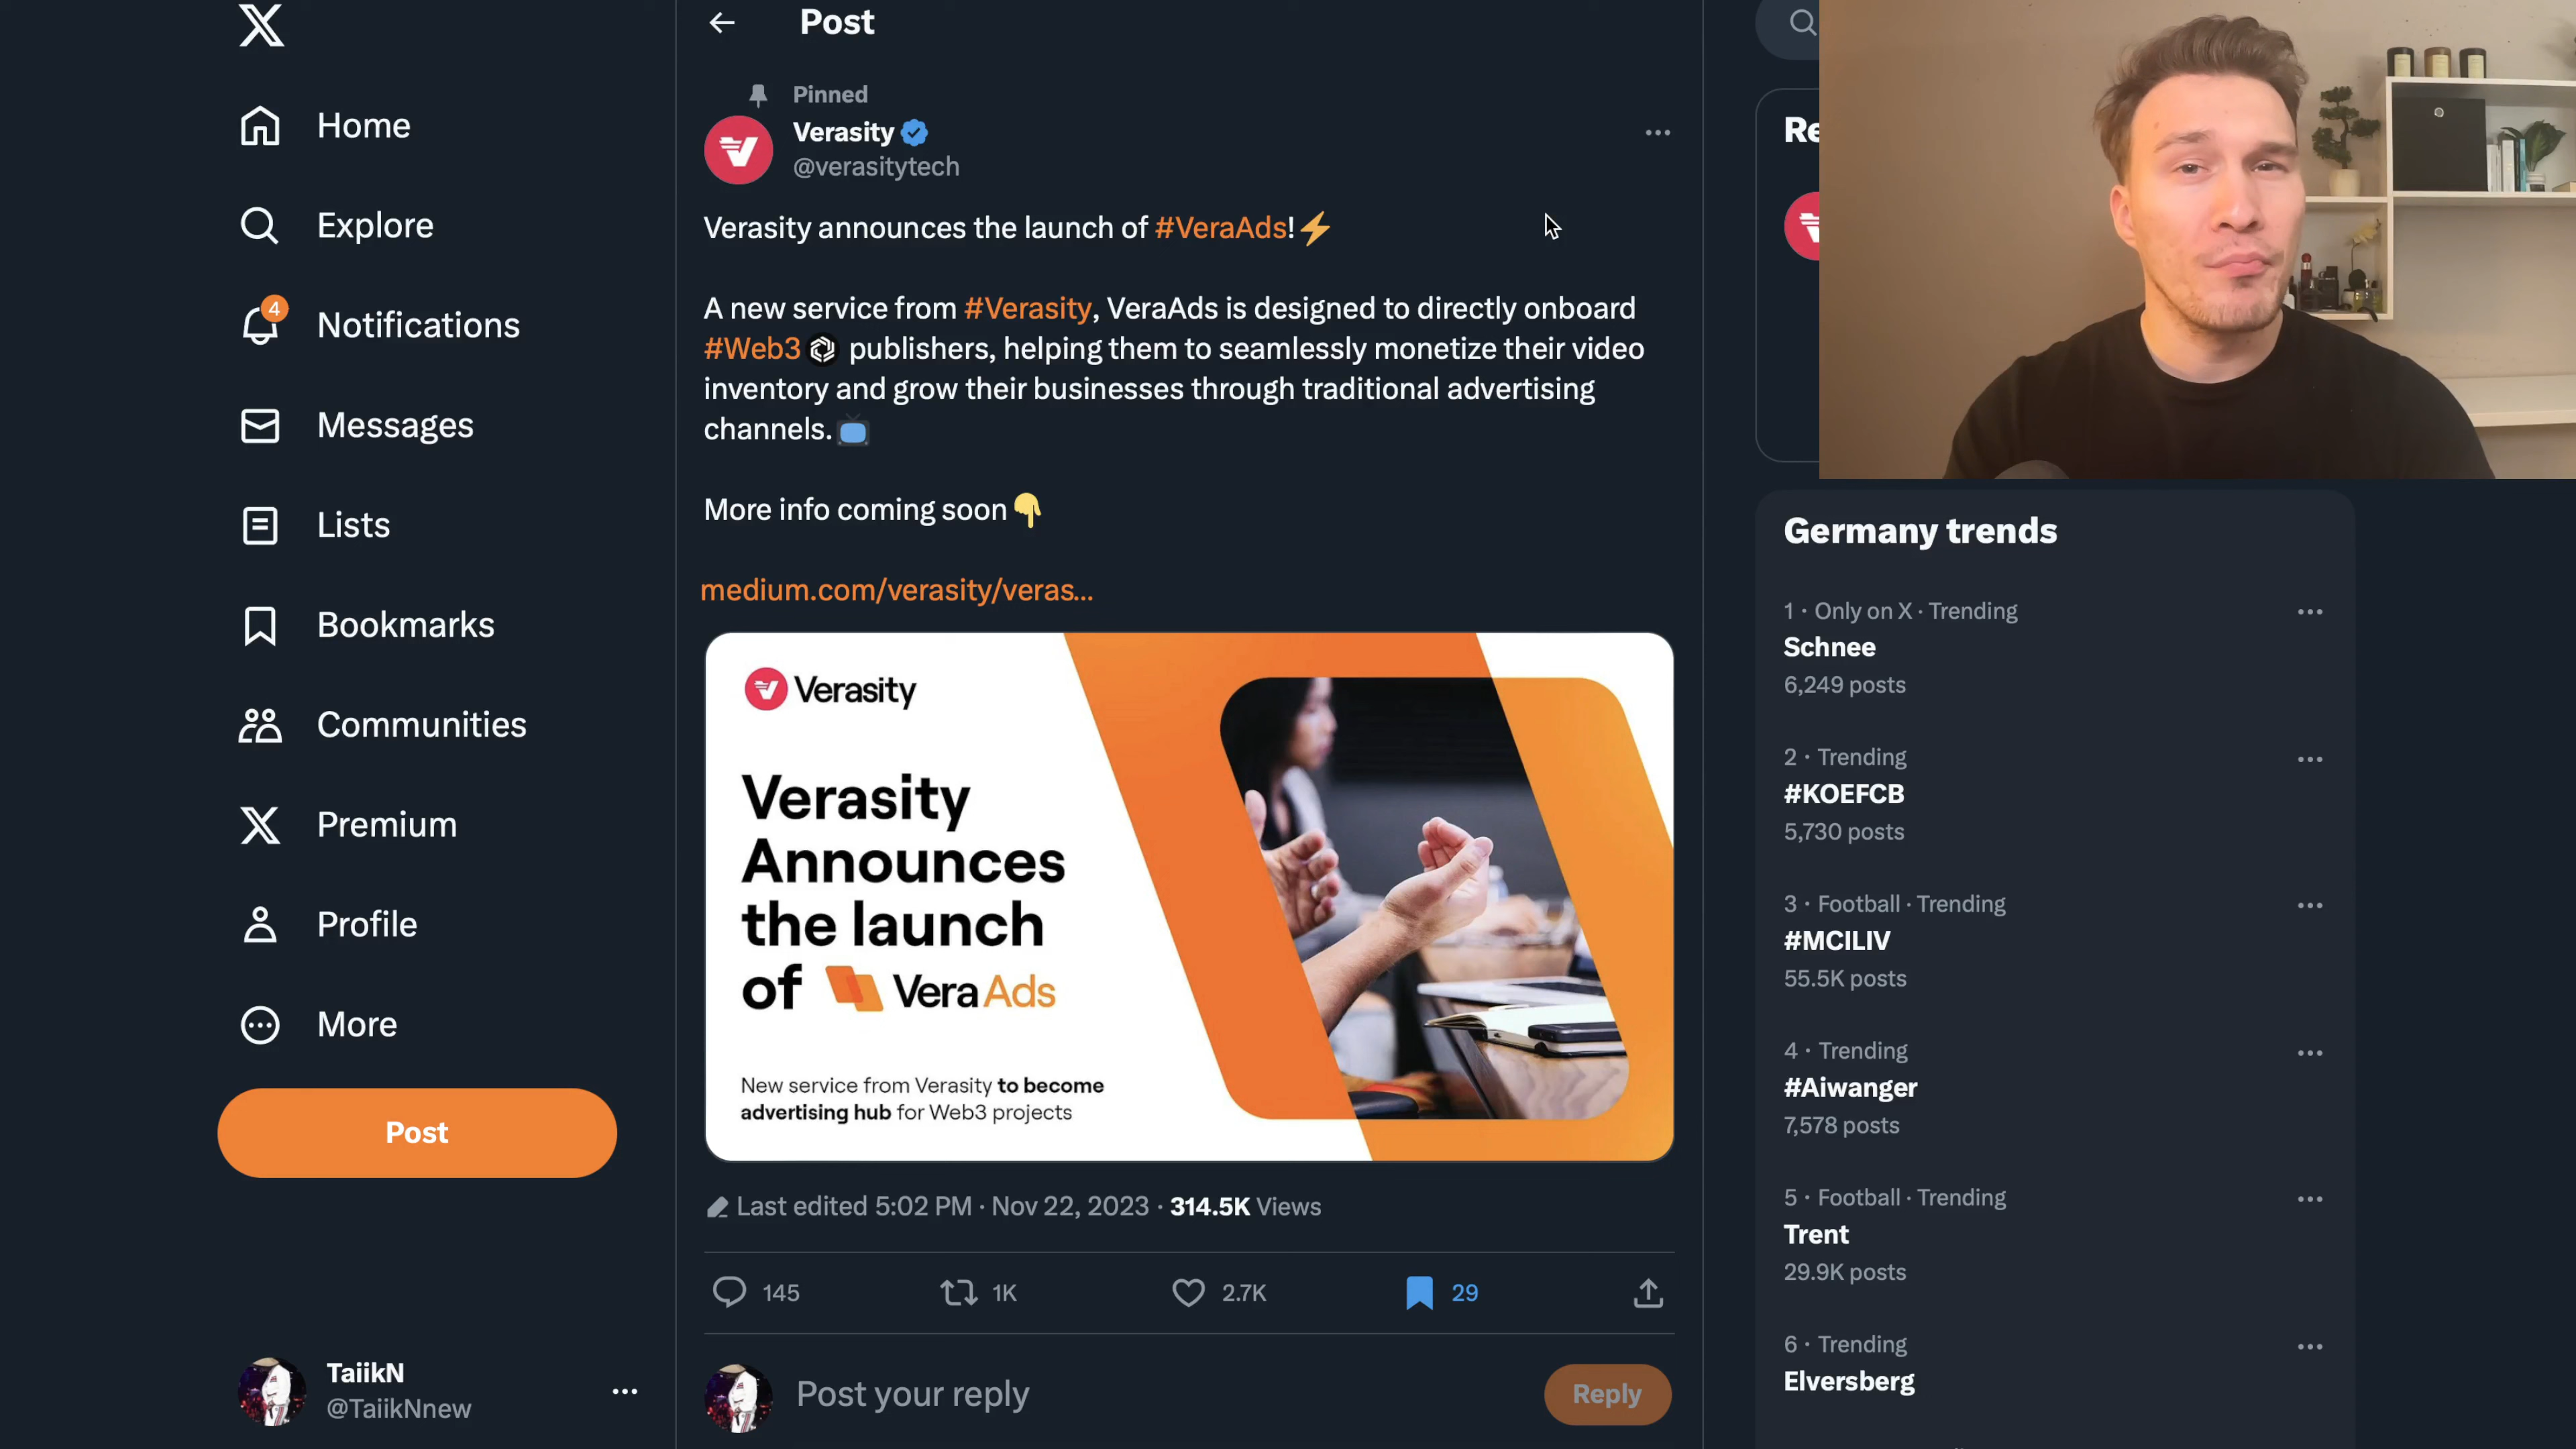 Home
Explore
4
Notifications
Messages
Lists
Bookmarks
Communities
Premium
Profile
More
Post
TaiikN
@TaiikNnew
Post
Pinned
Verasity
@verasitytech
Verasity announces the launch of #VeraAds!⚡
A new service from #Verasity, VeraAds is designed to directly onboard
#Web3 publishers, helping them to seamlessly monetize their video
inventory and grow their businesses through traditional advertising
channels.📺
More info coming soon👇
medium.com/verasity/veras...
Verasity
Verasity
Announces
the launch
of VeraAds
New service from Verasity to become
advertising hub for Web3 projects
Last edited 5:02 PM · Nov 22, 2023 · 314.5K Views
145
1K
2.7K
29
Post your reply
Reply
Re
Germany trends
1 · Only on X · Trending
Schnee
6,249 posts
2 · Trending
#KOEFCB
5,730 posts
3 · Football · Trending
#MCILIV
55.5K posts
4 · Trending
#Aiwanger
7,578 posts
5 · Football · Trending
Trent
29.9K posts
6 · Trending
Elversberg